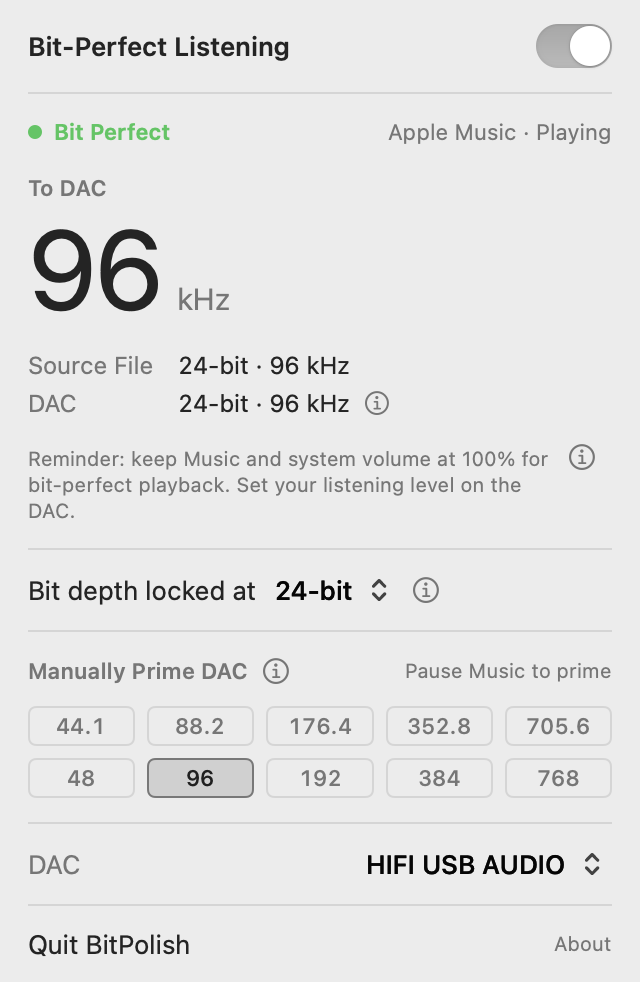 Bit-Perfect Listening
Bit Perfect
Apple Music · Playing
To DAC
96 kHz
Source File 24-bit · 96 kHz
DAC 24-bit · 96 kHz
Reminder: keep Music and system volume at 100% for
bit-perfect playback. Set your listening level on the
DAC.
Bit depth locked at 24-bit
Manually Prime DAC
Pause Music to prime
44.1 88.2 176.4 352.8 705.6
48 96 192 384 768
DAC HIFI USB AUDIO
Quit BitPolish
About